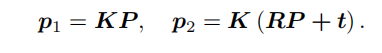 p₁ = KP,   p₂ = K (RP + t) .